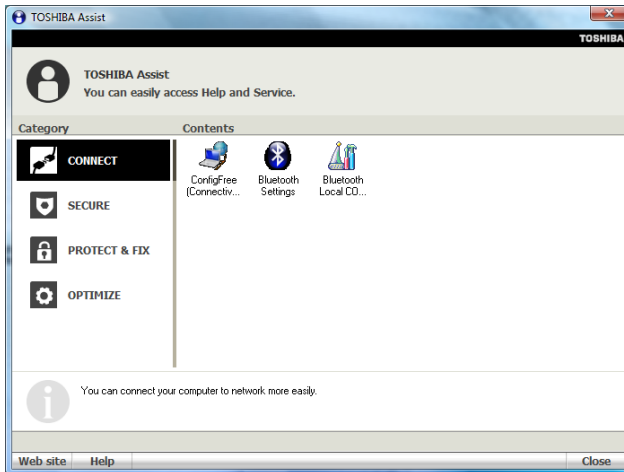 TOSHIBA Assist
TOSHIBA
TOSHIBA Assist
You can easily access Help and Service.
Category
Contents
CONNECT
SECURE
PROTECT & FIX
OPTIMIZE
ConfigFree
(Connectiv...
Bluetooth
Settings
Bluetooth
Local CO...
You can connect your computer to network more easily.
Web site
Help
Close